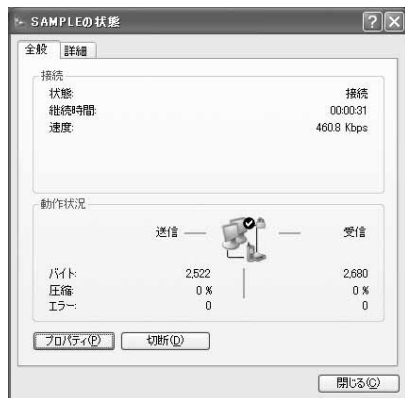 SAMPLEの状態
全般 詳細
接続
状態: 接続
継続時間: 00:00:31
速度: 460.8 Kbps
動作状況
送信 — — 受信
バイト: 2,522 2,680
圧縮: 0 % 0 %
エラー: 0 0
プロパティ(P) 切断(D)
閉じる(C)